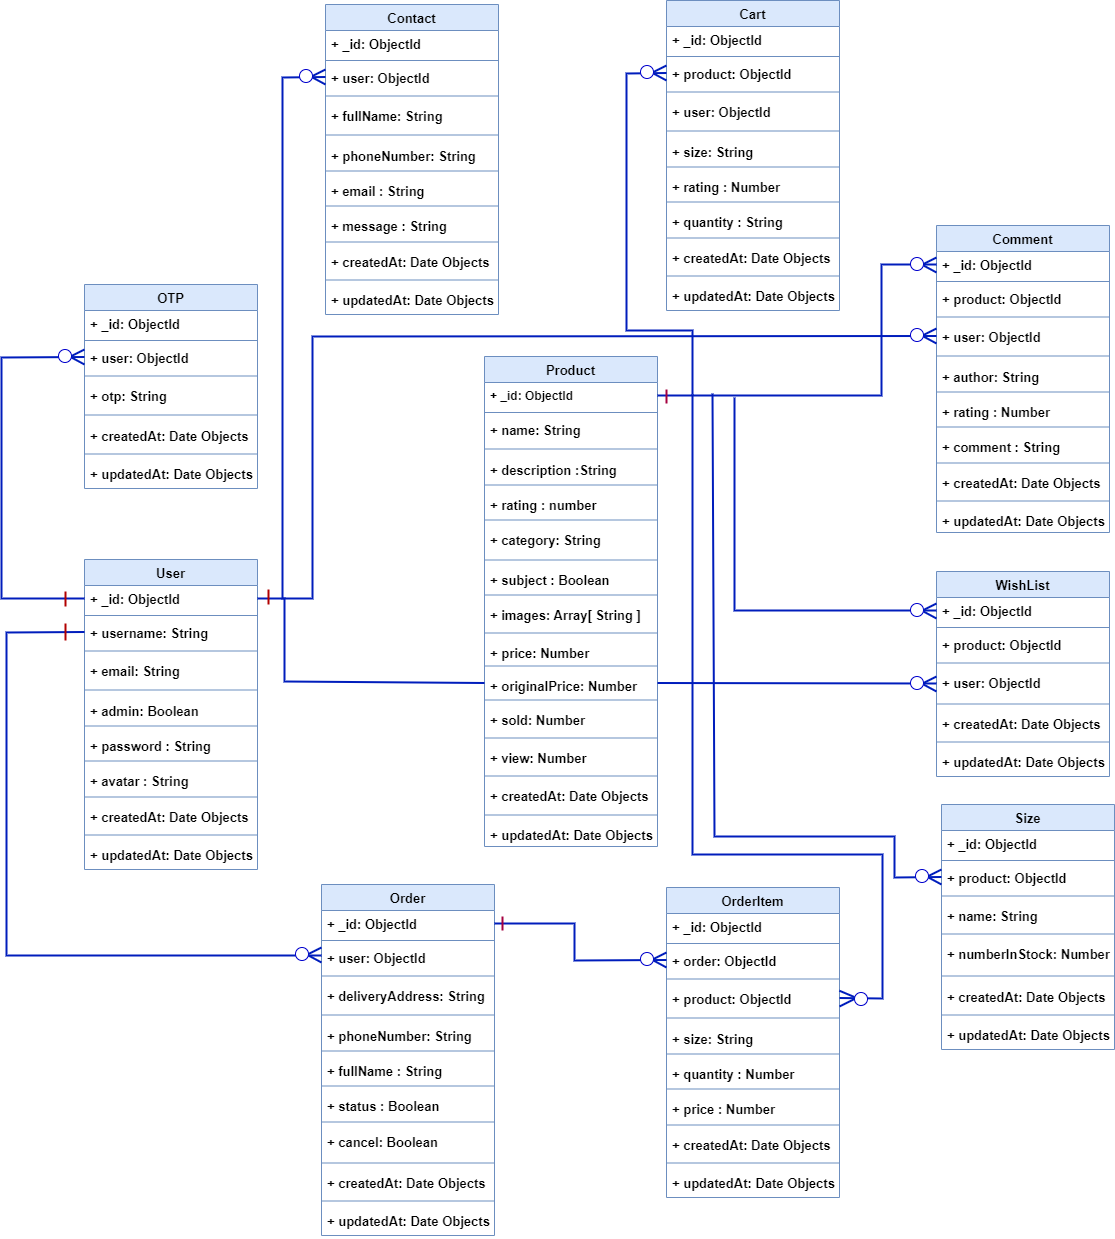 Contact
+ _id: ObjectId
+ user: ObjectId
+ fullName: String
+ phoneNumber: String
+ email : String
+ message : String
+ createdAt: Date Objects
+ updatedAt: Date Objects
Cart
+ _id: ObjectId
+ product: ObjectId
+ user: ObjectId
+ size: String
+ rating : Number
+ quantity : String
+ createdAt: Date Objects
+ updatedAt: Date Objects
Comment
+ _id: ObjectId
+ product: ObjectId
+ user: ObjectId
+ author: String
+ rating : Number
+ comment : String
+ createdAt: Date Objects
+ updatedAt: Date Objects
OTP
+ _id: ObjectId
+ user: ObjectId
+ otp: String
+ createdAt: Date Objects
+ updatedAt: Date Objects
Product
+ _id: ObjectId
+ name: String
+ description :String
+ rating : number
+ category: String
+ subject : Boolean
+ images: Array[ String ]
+ price: Number
+ originalPrice: Number
+ sold: Number
+ view: Number
+ createdAt: Date Objects
+ updatedAt: Date Objects
User
+ _id: ObjectId
+ username: String
+ email: String
+ admin: Boolean
+ password : String
+ avatar : String
+ createdAt: Date Objects
+ updatedAt: Date Objects
WishList
+ _id: ObjectId
+ product: ObjectId
+ user: ObjectId
+ createdAt: Date Objects
+ updatedAt: Date Objects
Size
+ _id: ObjectId
+ product: ObjectId
+ name: String
+ numberInStock: Number
+ createdAt: Date Objects
+ updatedAt: Date Objects
Order
+ _id: ObjectId
+ user: ObjectId
+ deliveryAddress: String
+ phoneNumber: String
+ fullName : String
+ status : Boolean
+ cancel: Boolean
+ createdAt: Date Objects
+ updatedAt: Date Objects
OrderItem
+ _id: ObjectId
+ order: ObjectId
+ product: ObjectId
+ size: String
+ quantity : Number
+ price : Number
+ createdAt: Date Objects
+ updatedAt: Date Objects